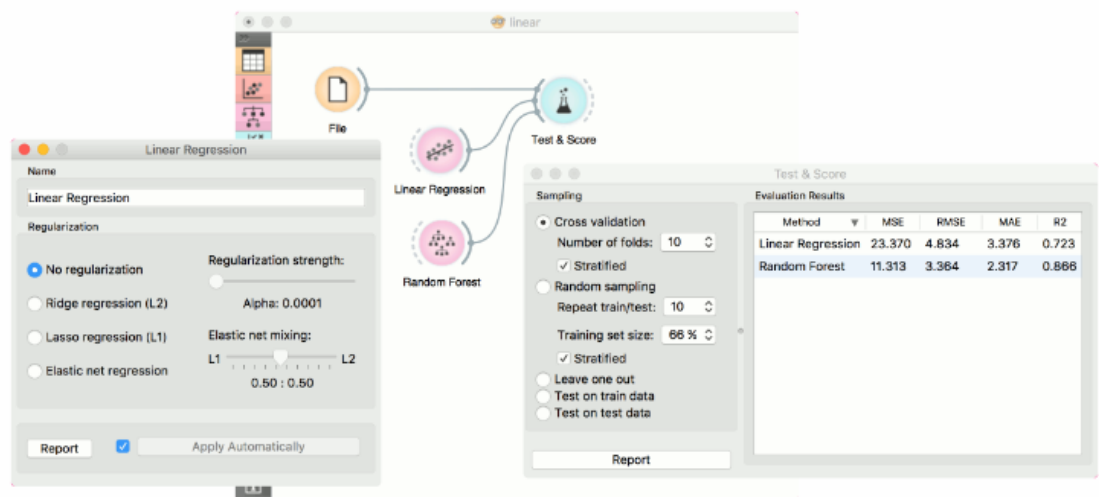 linear
File
Test & Score
Linear Regression
Random Forest
Linear Regression
Name
Linear Regression
Regularization
No regularization
Ridge regression (L2)
Lasso regression (L1)
Elastic net regression
Regularization strength:
Alpha: 0.0001
Elastic net mixing:
L1 L2
0.50 : 0.50
Report Apply Automatically
Test & Score
Sampling
Cross validation
Number of folds: 10
Stratified
Random sampling
Repeat train/test: 10
Training set size: 66 %
Stratified
Leave one out
Test on train data
Test on test data
Report
Evaluation Results
Method MSE RMSE MAE R2
Linear Regression 23.370 4.834 3.376 0.723
Random Forest 11.313 3.364 2.317 0.866